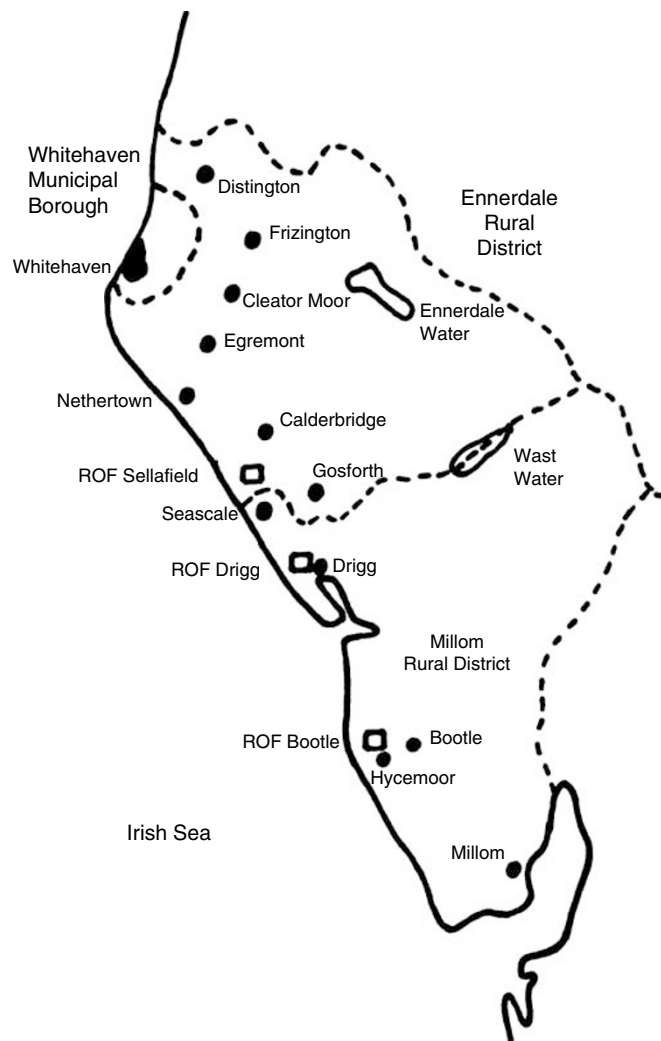 Whitehaven
Municipal
Borough
Distington
Ennerdale
Rural
District
Frizington
Whitehaven
Cleator Moor
Ennerdale
Water
Egremont
Nethertown
Calderbridge
Wast
Water
ROF Sellafield
Gosforth
Seascale
ROF Drigg
Drigg
Millom
Rural District
ROF Bootle
Bootle
Hycemoor
Irish Sea
Millom